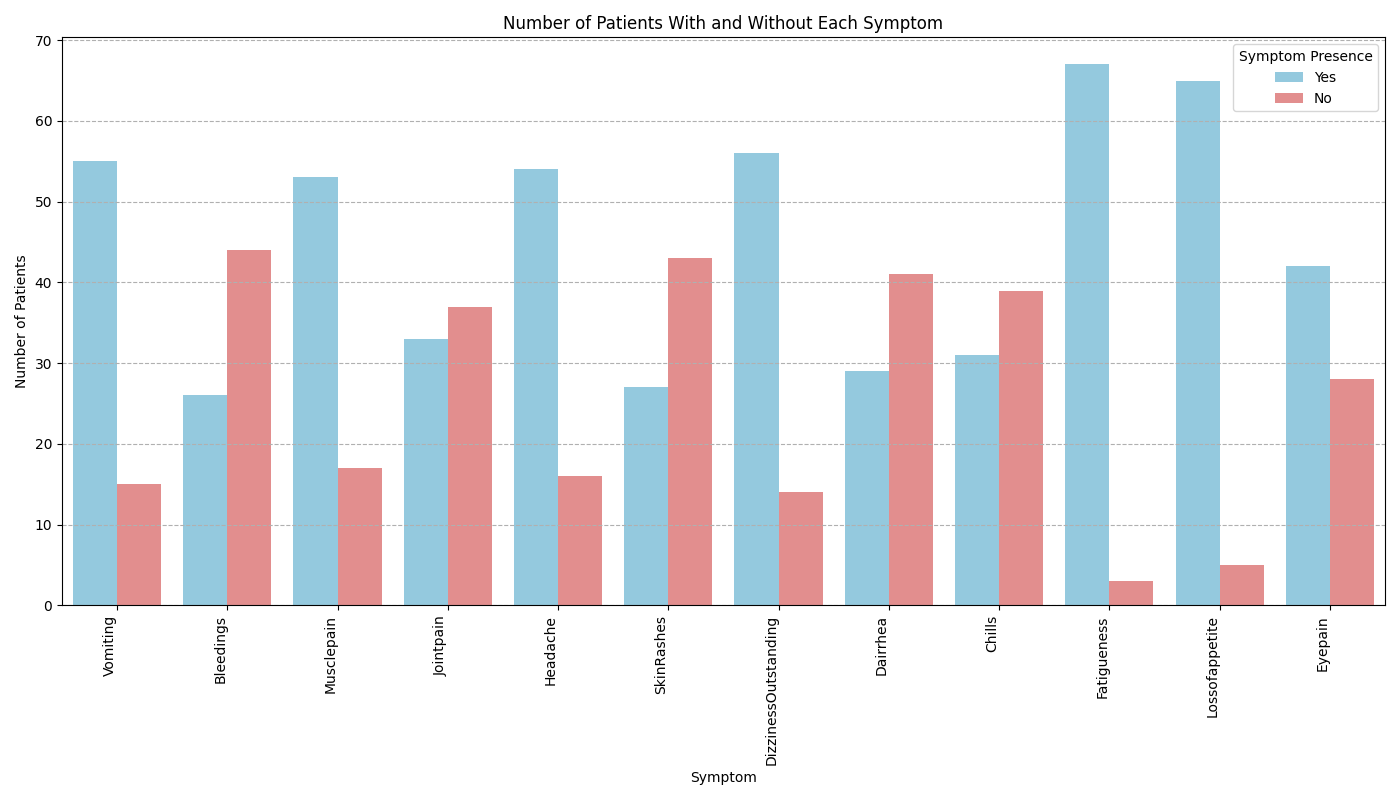 Number of Patients With and Without Each Symptom
Symptom Presence
Yes
No
Number of Patients
70
60
50
40
30
20
10
0
Vomiting
Bleedings
Musclepain
Jointpain
Headache
SkinRashes
DizzinessOutstanding
Dairrhea
Chills
Fatigueness
Lossofappetite
Eyepain
Symptom